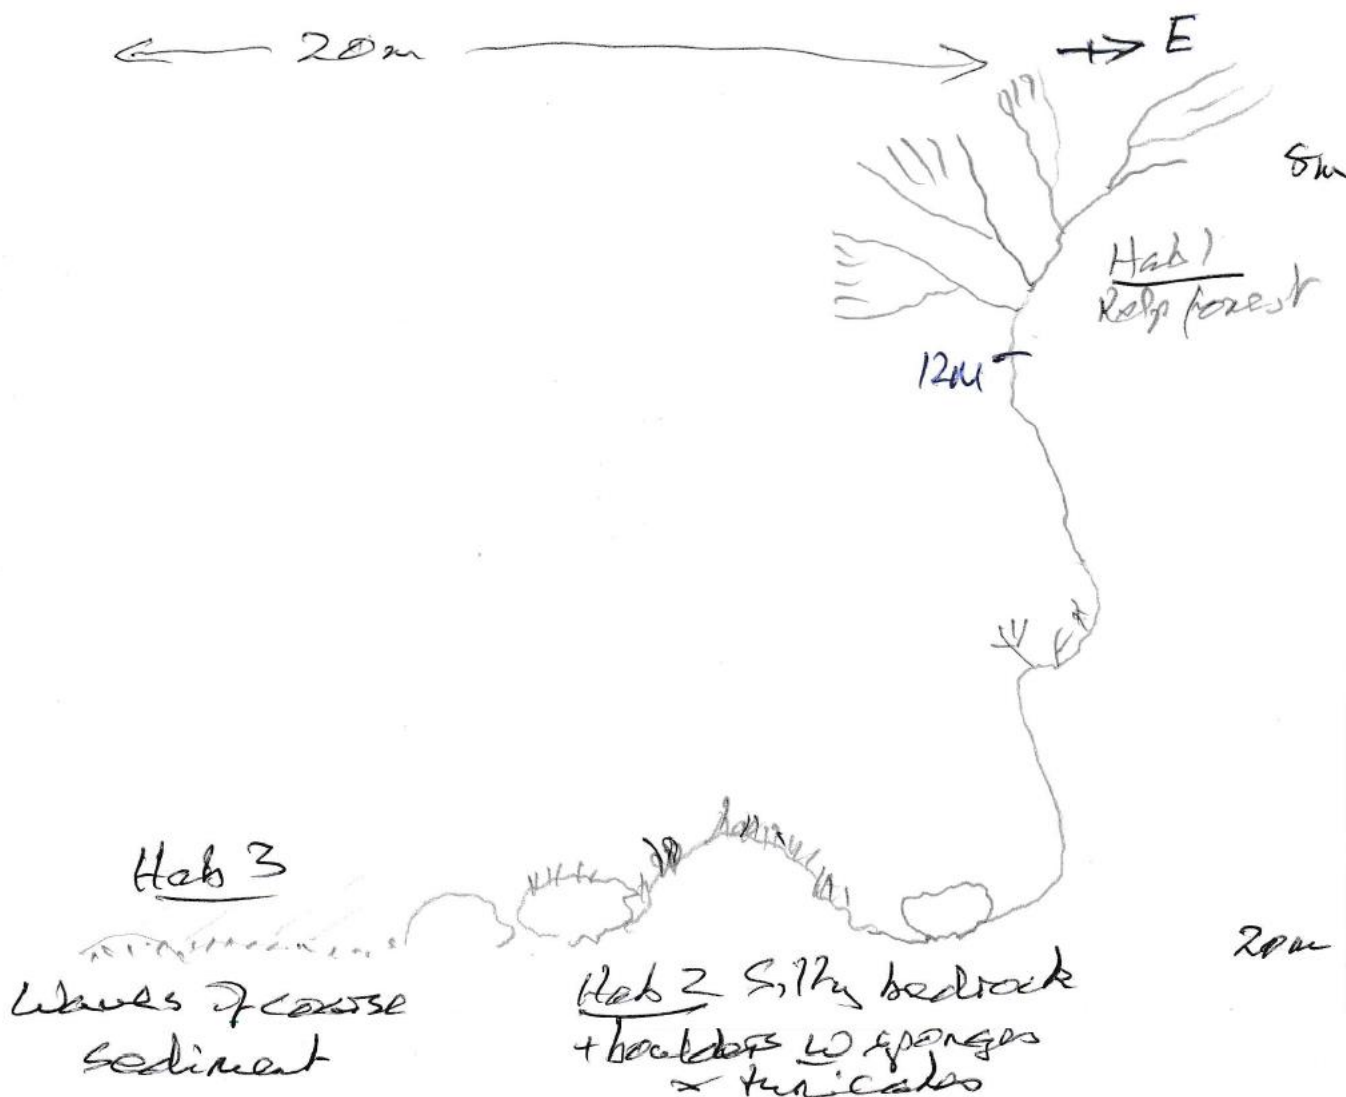 20m
E
8m
Hab 1
Kelp forest
12m
Hab 3
Waves of coarse
sediment
Hab 2 Silty bedrock
+ boulders w sponges
+ tunicates
20m